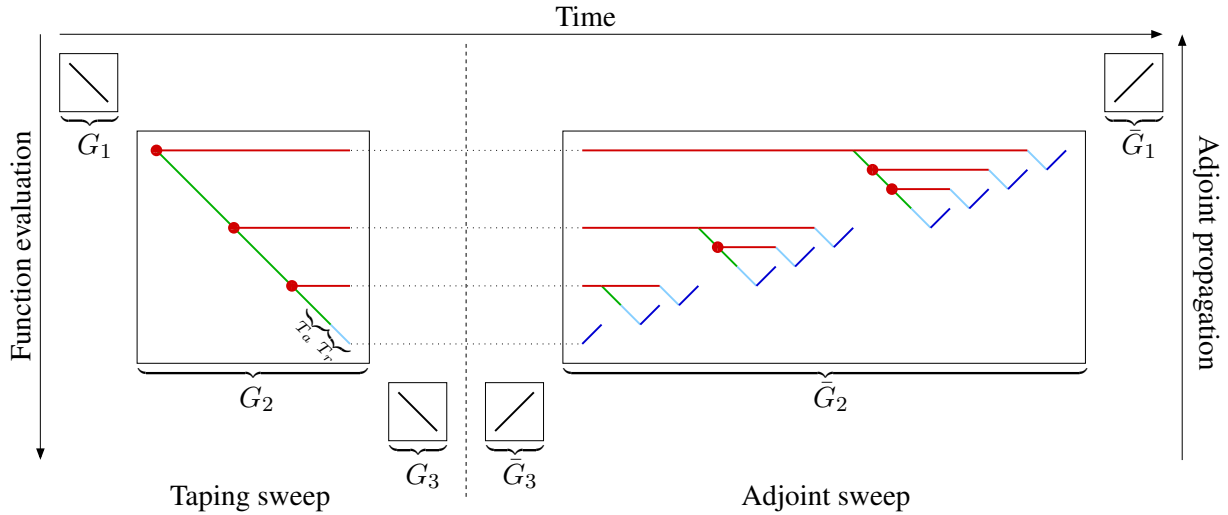 Time
Function evaluation
G₁
Ḡ₁
Adjoint propagation
Tₐ Tᵣ
G₂
Ḡ₂
G₃
Ḡ₃
Taping sweep
Adjoint sweep